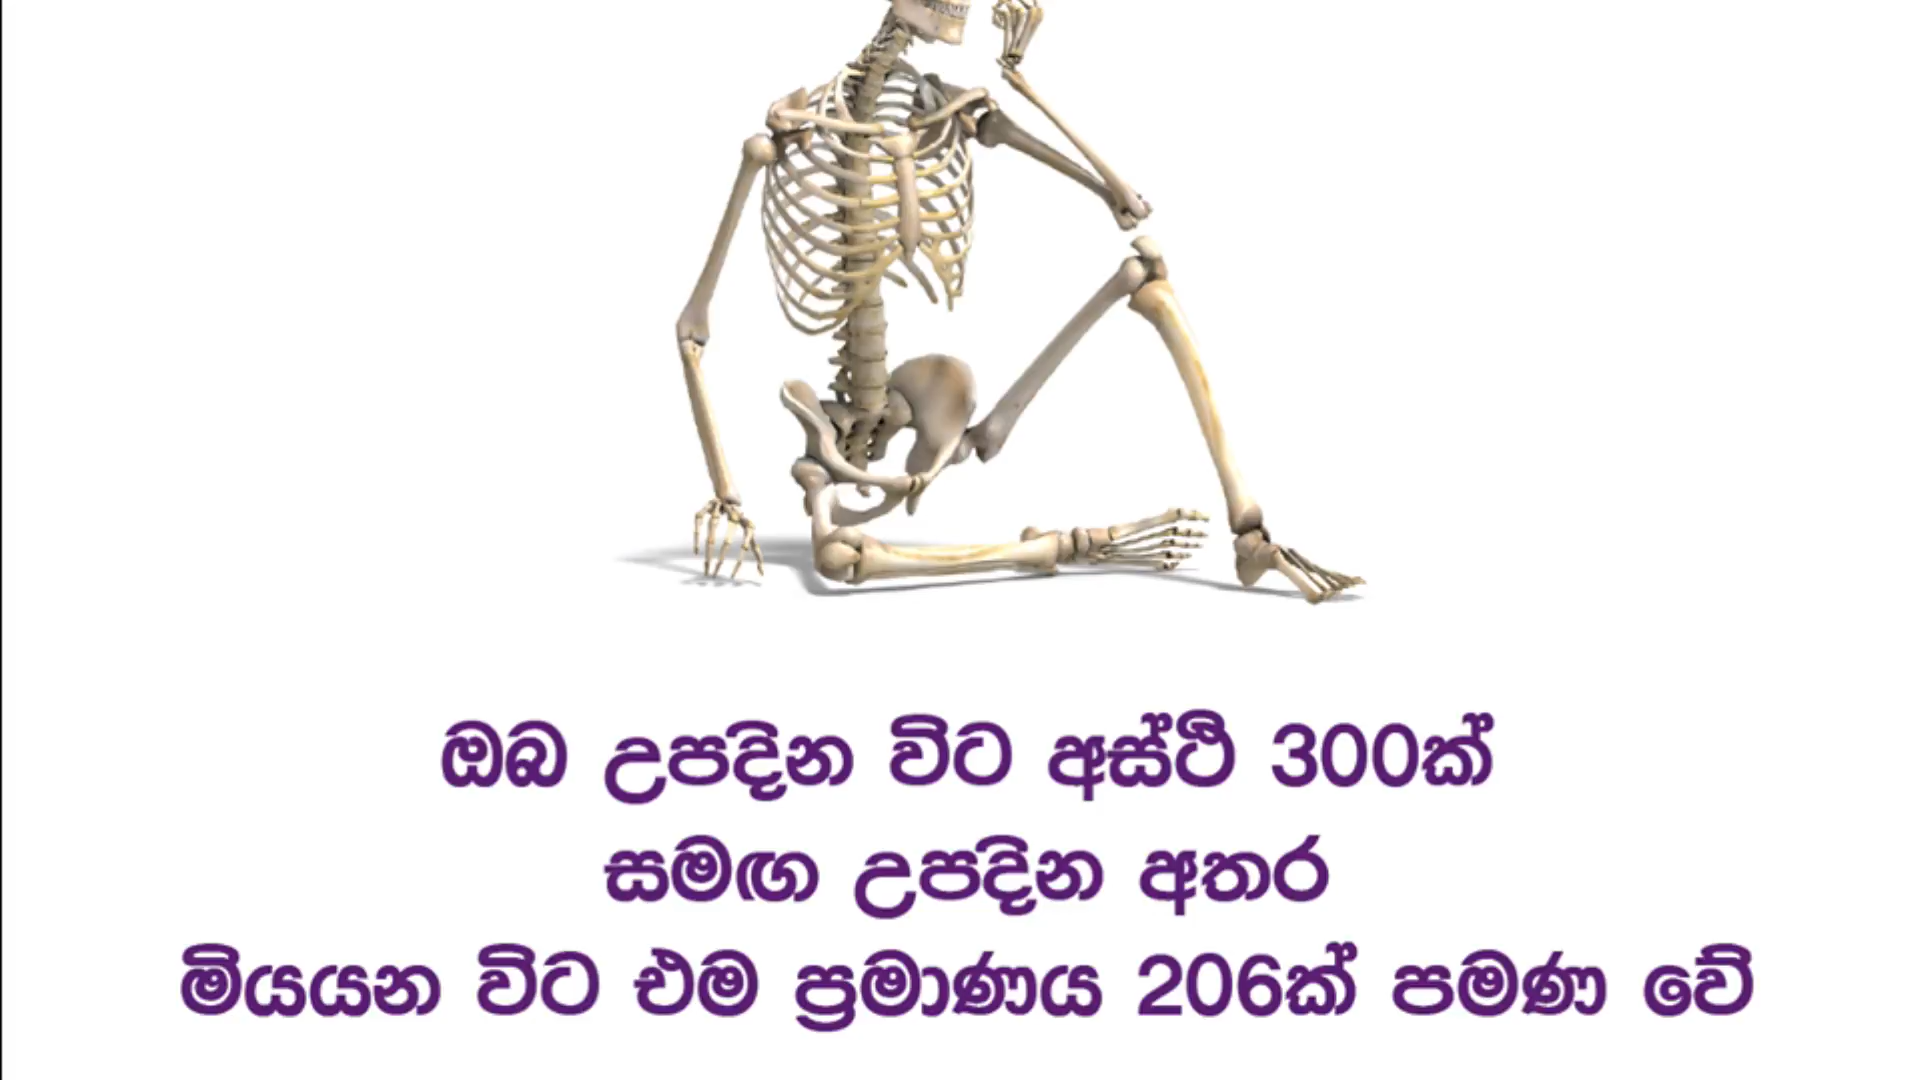 ඔබ උපදින විට අස්ථි 300ක්
සමඟ උපදින අතර
මියයන විට එම ප්‍රමාණය 206ක් පමණ වේ